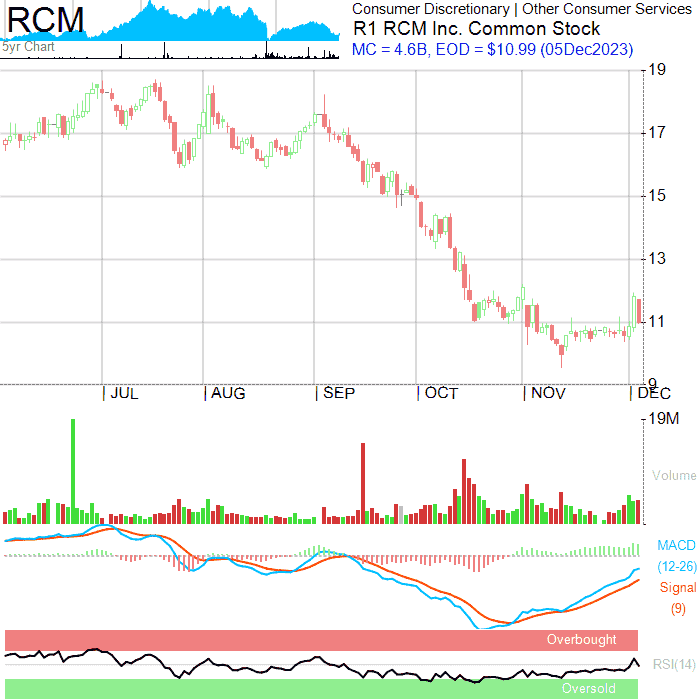 RCM
5yr Chart
Consumer Discretionary | Other Consumer Services
R1 RCM Inc. Common Stock
MC = 4.6B, EOD = $10.99 (05Dec2023)
19
17
15
13
11
9
JUL
AUG
SEP
OCT
NOV
DEC
19M
Volume
MACD
(12-26)
Signal
(9)
Overbought
RSI(14)
Oversold